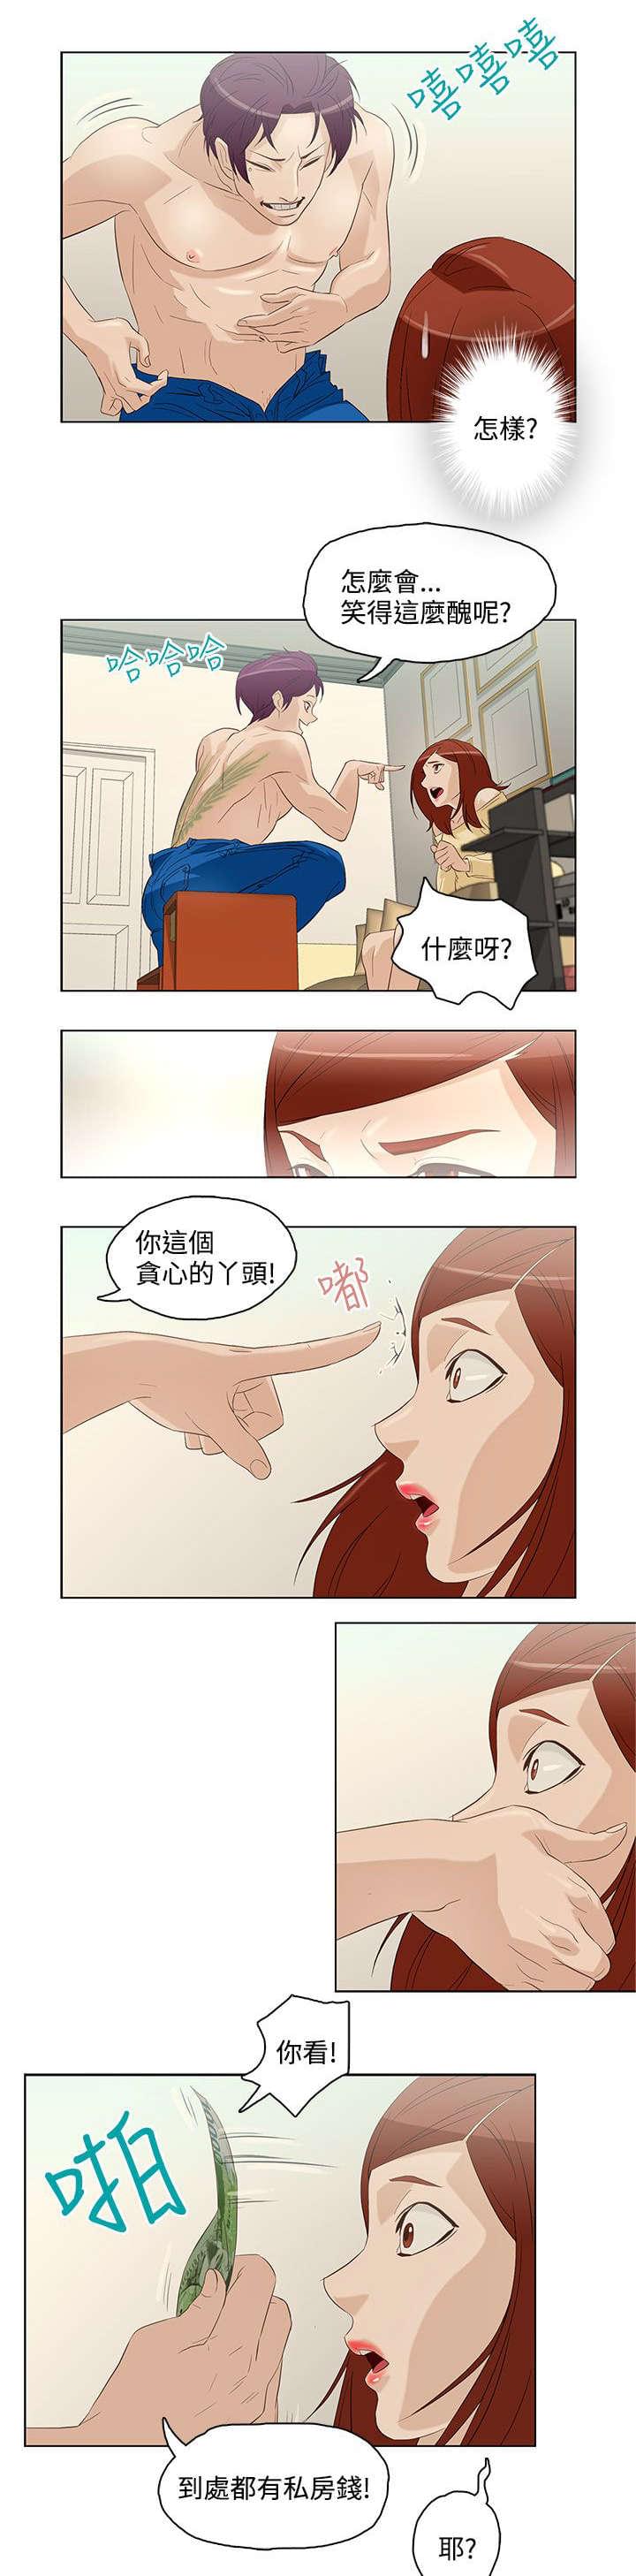 嘻嘻嘻
怎樣?
怎麼會...
笑得這麼醜呢?
哈哈哈
什麼呀?
你這個
貪心的丫頭!
嘟
你看!
啪
到處都有私房錢!
耶?